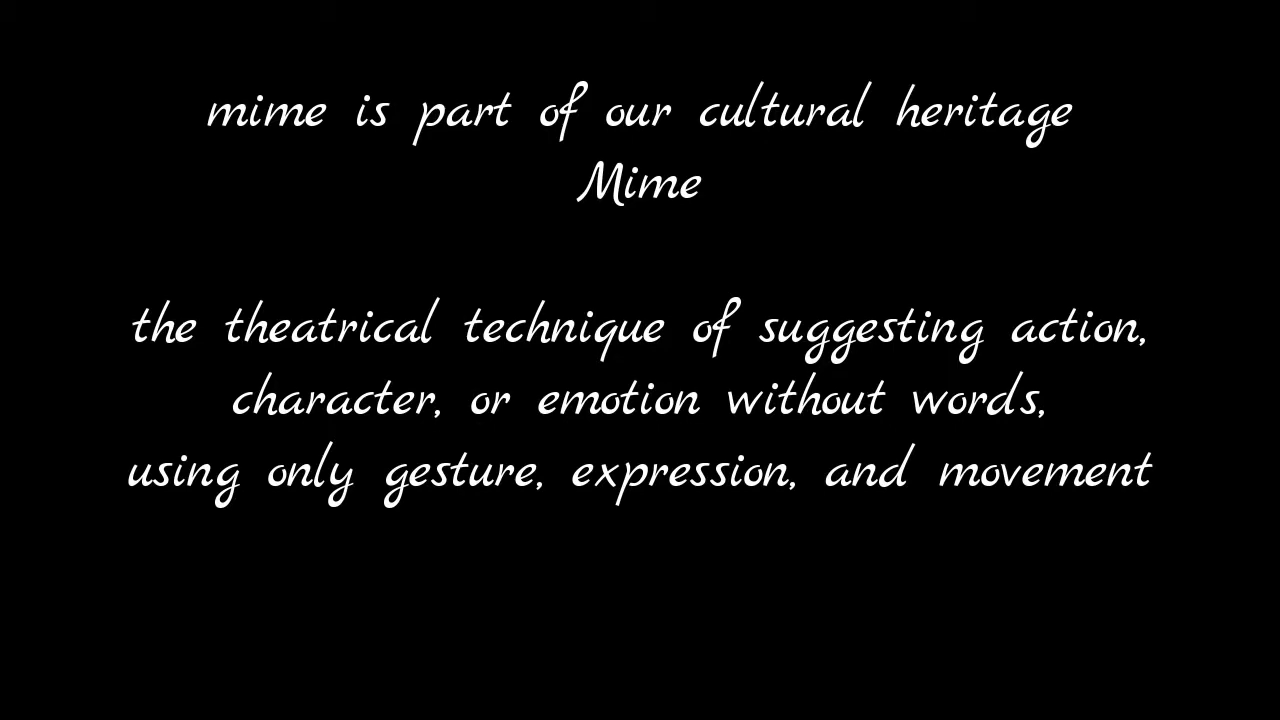 mime is part of our cultural heritage
Mime
the theatrical technique of suggesting action,
character, or emotion without words,
using only gesture, expression, and movement